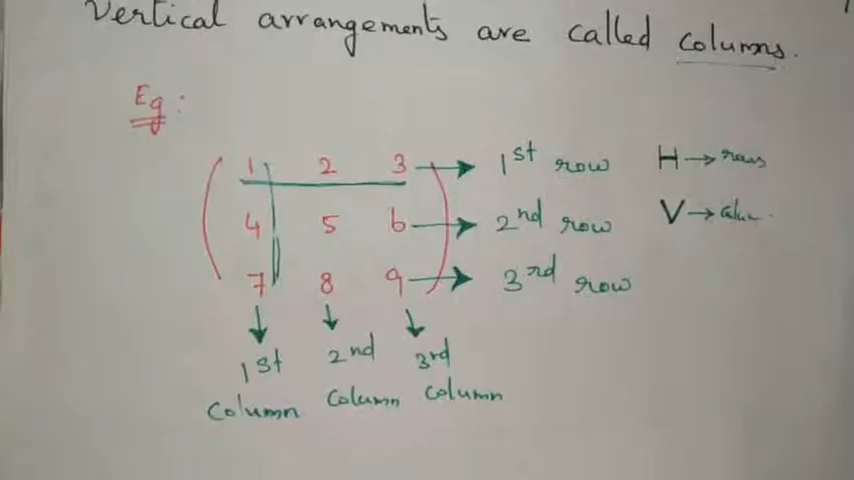 Vertical arrangements are called columns.
Eg:
1 2 3 → 1st row H → rows
4 5 6 → 2nd row V →
7 8 9 → 3rd row
↓ ↓ ↓
1st 2nd 3rd
column column column